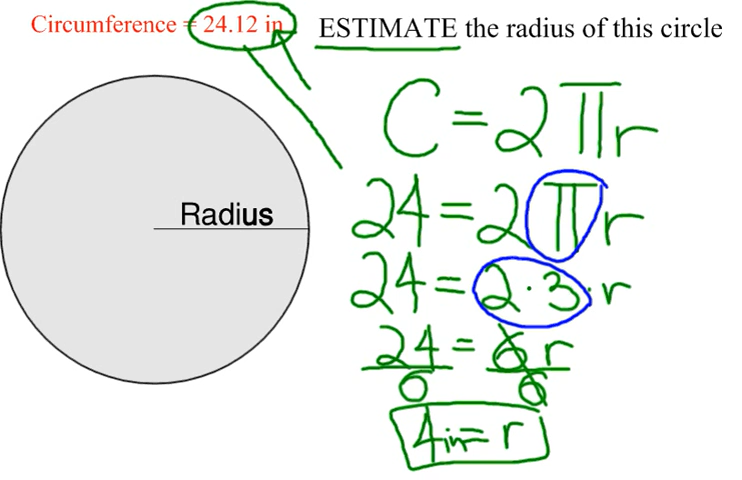 Circumference = 24.12 in
ESTIMATE the radius of this circle
Radius
C = 2πr
24 = 2πr
24 = 2·3·r
24/6 = 6r/6
4in = r